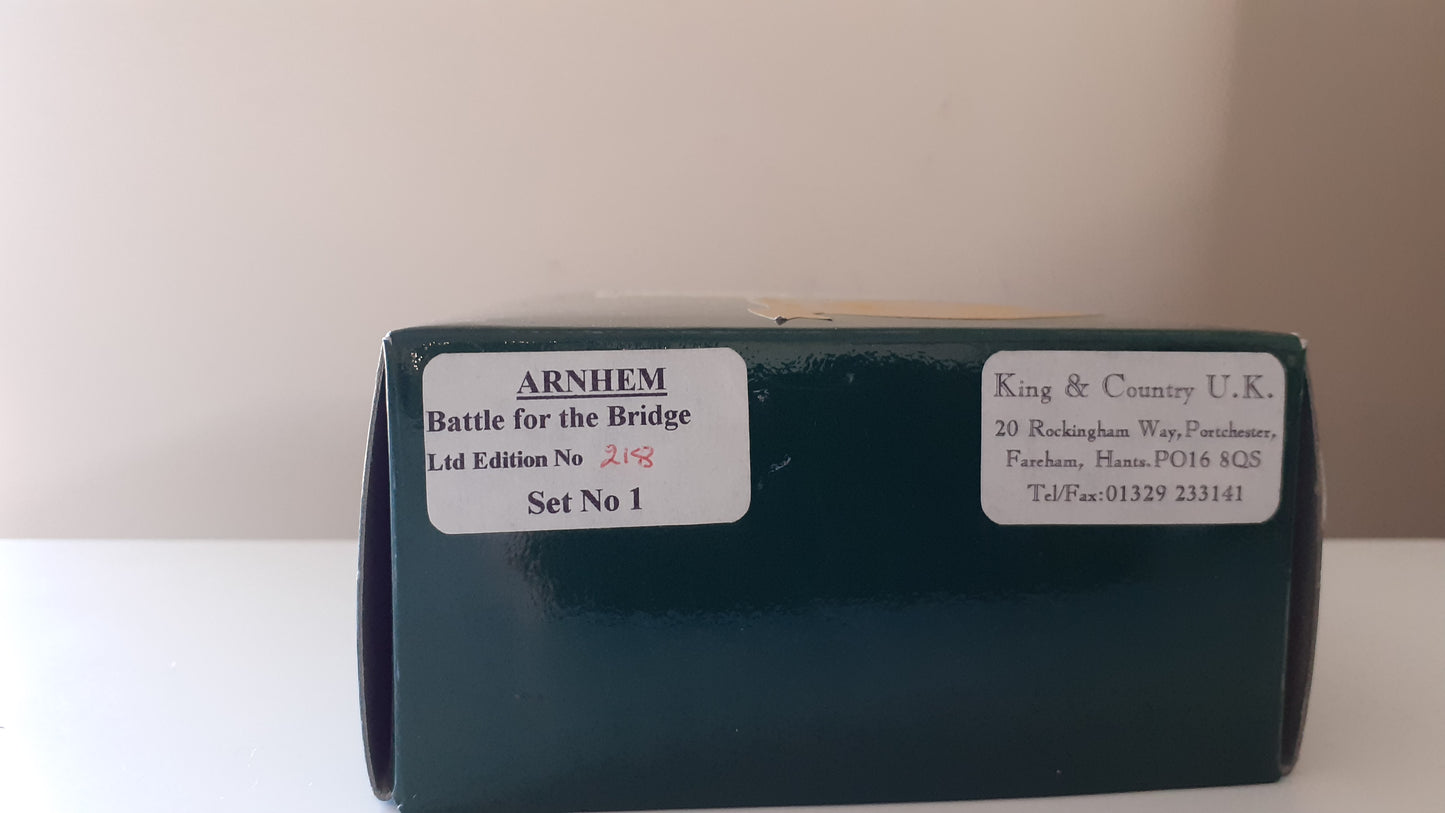 ARNHEM
Battle for the Bridge
Ltd Edition No
Set No 1
King & Country U.K.
20 Rockingham Way, Portchester,
Fareham, Hants. PO16 8QS
Tel/Fax:01329 233141